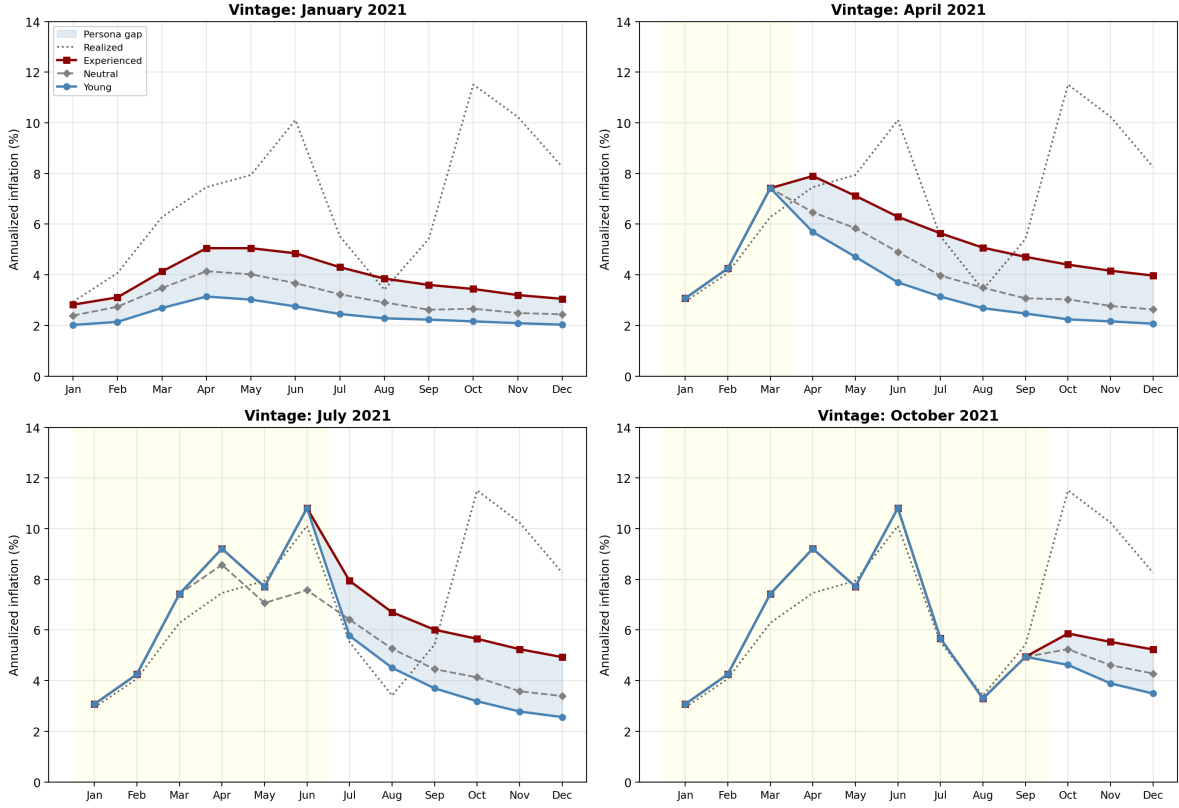 Vintage: January 2021
Annualized inflation (%)
14
12
10
8
6
4
2
0
Persona gap
Realized
Experienced
Neutral
Young
Jan Feb Mar Apr May Jun Jul Aug Sep Oct Nov Dec
Vintage: April 2021
Annualized inflation (%)
14
12
10
8
6
4
2
0
Jan Feb Mar Apr May Jun Jul Aug Sep Oct Nov Dec
Vintage: July 2021
Annualized inflation (%)
14
12
10
8
6
4
2
0
Jan Feb Mar Apr May Jun Jul Aug Sep Oct Nov Dec
Vintage: October 2021
Annualized inflation (%)
14
12
10
8
6
4
2
0
Jan Feb Mar Apr May Jun Jul Aug Sep Oct Nov Dec